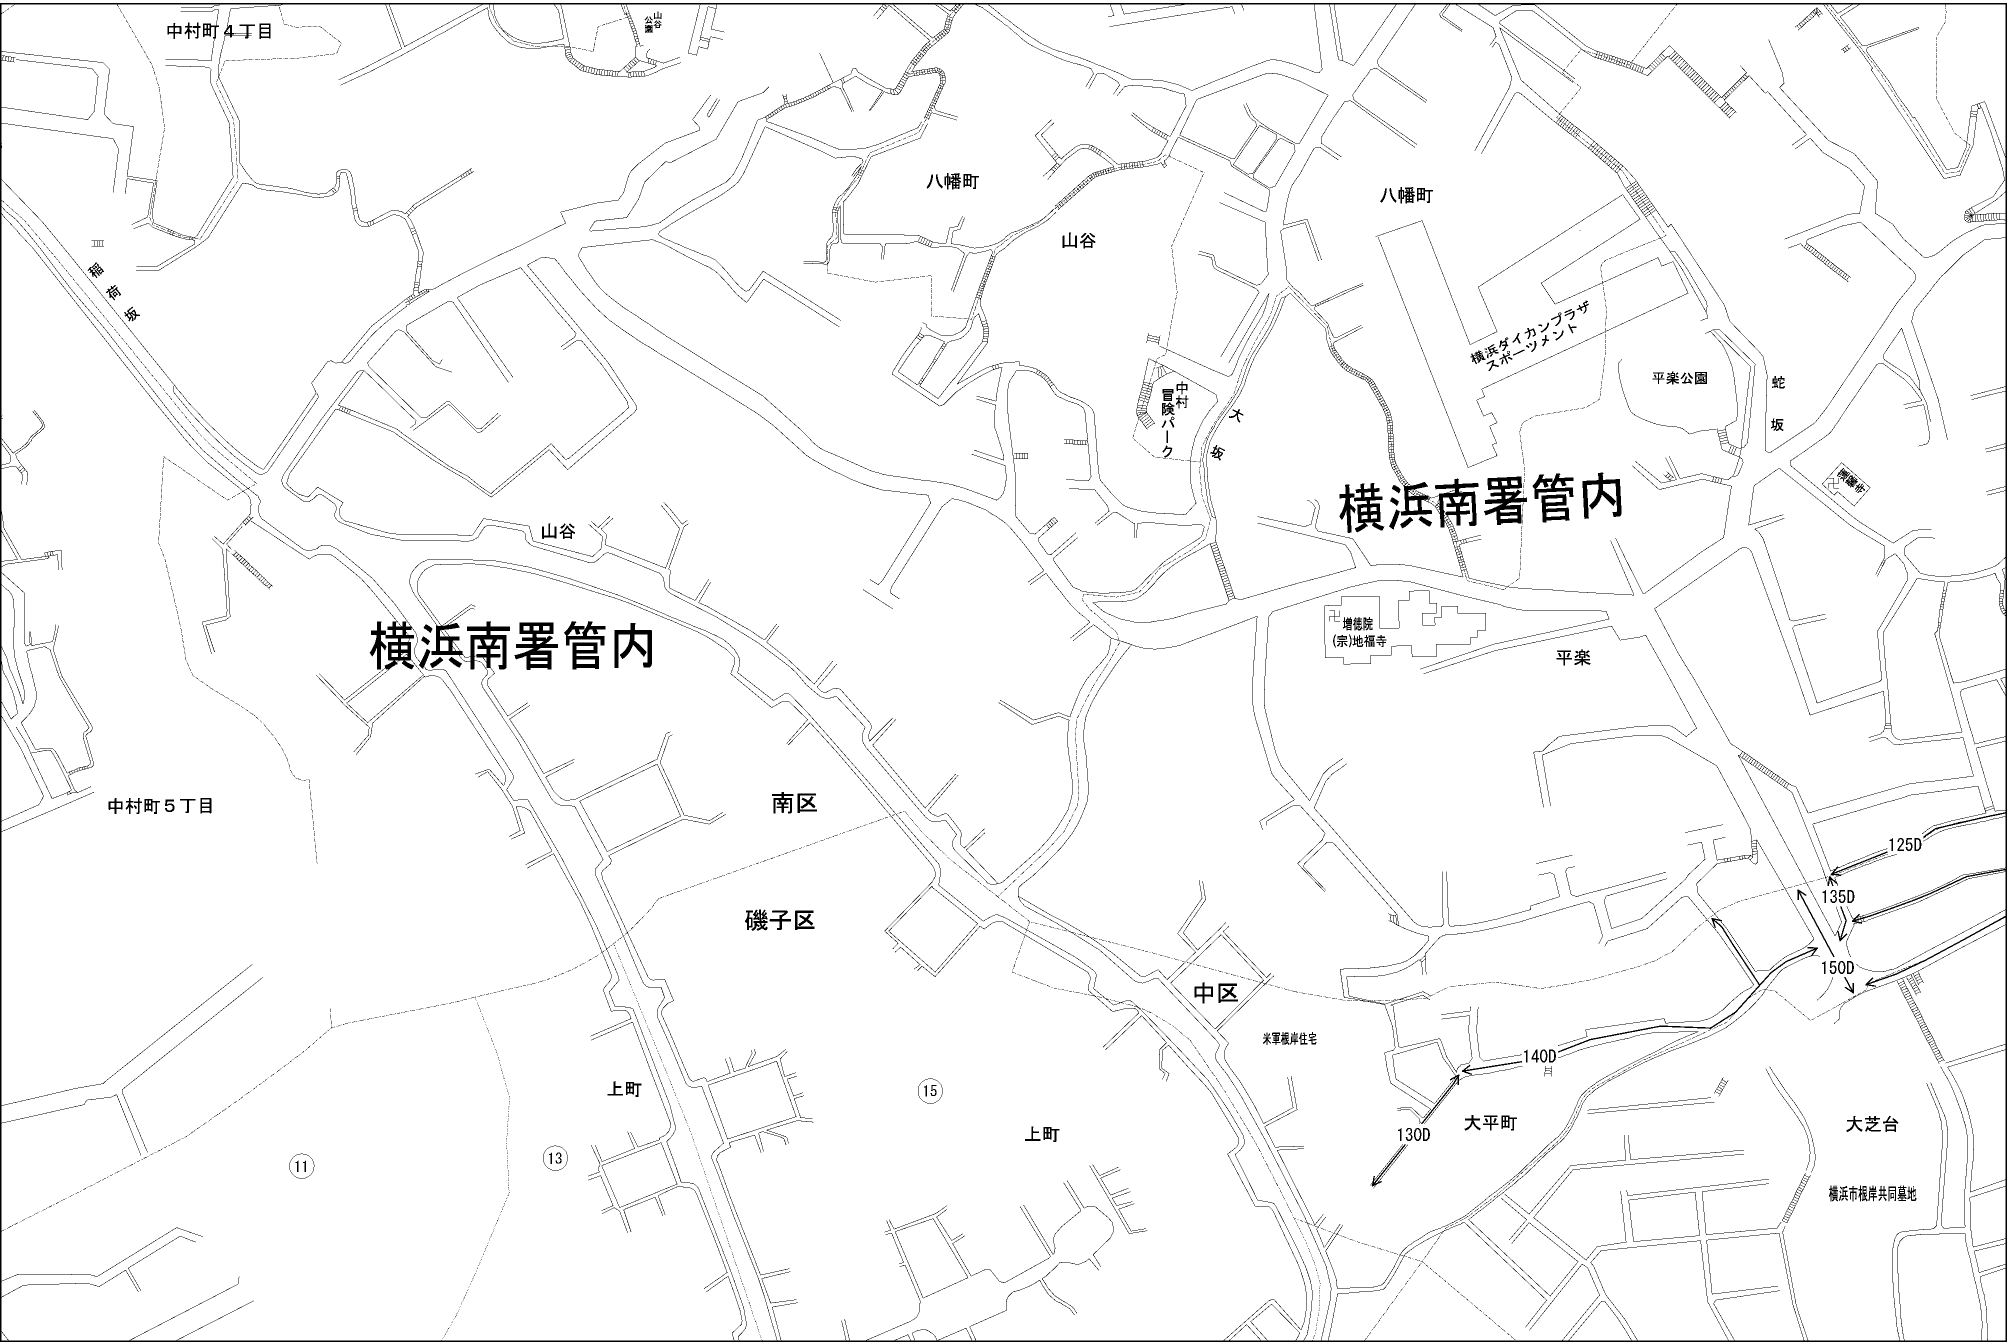 中村町４丁目
山谷
公園
稲荷坂
八幡町
山谷
八幡町
横浜ダイカンプラザ
スポーツメント
平楽公園
蛇坂
中村
冒険パーク
大坂
横浜南署管内
山谷
横浜南署管内
増徳院
(宗)地福寺
平楽
中村町５丁目
南区
125D
135D
磯子区
150D
中区
米軍根岸住宅
140D
上町
15
上町
130D
大平町
大芝台
11
13
横浜市根岸共同墓地